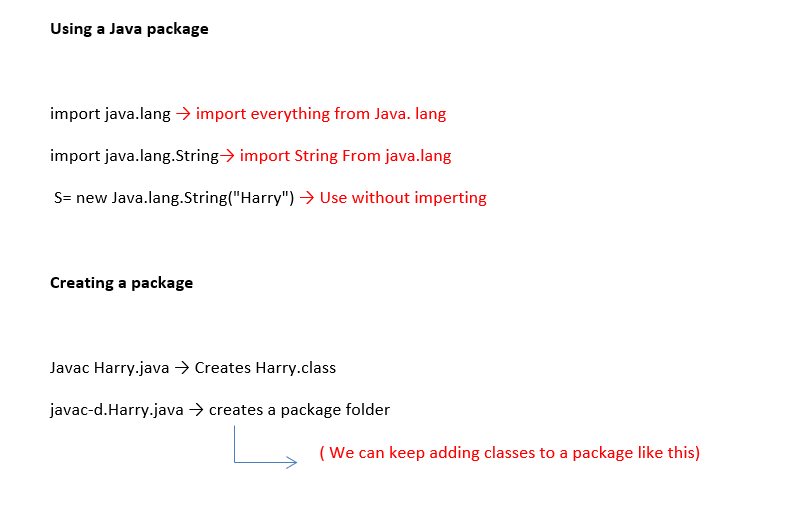 Using a Java package
import java.lang → import everything from Java. lang
import java.lang.String→ import String From java.lang
S= new Java.lang.String("Harry") → Use without imperting
Creating a package
Javac Harry.java → Creates Harry.class
javac-d.Harry.java → creates a package folder
( We can keep adding classes to a package like this)